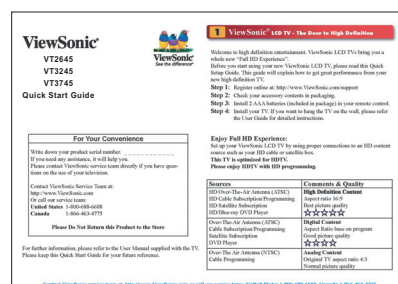 ViewSonic®
VT2645
VT3245
VT3745
Quick Start Guide
ViewSonic®
See the difference®
For Your Convenience
Write down your product serial number. _ _ _ _ _ _ _ _ _ _ _ _
If you need any assistance, it will help you.
Please contact ViewSonic service team directly if you have ques-
tions on the use of your television.
Contact ViewSonic Service Team at:
http://www.ViewSonic.com
Or call our service team:
United States 1-800-688-6688
Canada 1-866-463-4775
Please Do Not Return this Product to the Store
For further information, please refer to the User Manual supplied with the TV.
Please keep this Quick Start Guide for your future reference.
1 ViewSonic® LCD TV - The Door to High Definition
Welcome to high definition entertainment. ViewSonic LCD TVs bring you a
whole new “Full HD Experience”.
Before you start using your new ViewSonic LCD TV, please read this Quick
Setup Guide. This guide will explain how to get great performance from your
new high definition TV.
Step 1: Register online at: http://www.ViewSonic.com/support
Step 2: Check your accessory contents in packaging.
Step 3: Install 2 AAA batteries (included in package) in your remote control.
Step 4: Install your TV. If you want to hang the TV on the wall, please refer
the User Guide for detailed instructions.
Enjoy Full HD Experience:
Set up your ViewSonic LCD TV by using proper connections to an HD content
source such as your HD cable or satellite box.
This TV is optimized for HDTV.
Please enjoy HDTV with HD programming.
Sources Comments & Quality
HD Over-The-Air Antenna (ATSC) High Definition Content
HD Cable Subscription/Programming Aspect ratio 16:9
HD Satellite Subscription Best picture quality
HD/Blu-ray DVD Player ☆☆☆☆☆
Over-The-Air Antenna (ATSC) Digital Content
Cable Subscription/Programming Aspect Ratio base on program
Satellite Subscription Good picture quality
DVD Player ☆☆☆☆
Over-The-Air Antenna (NTSC) Analog Content
Cable Programming Original TV aspect ratio 4:3
Normal picture quality